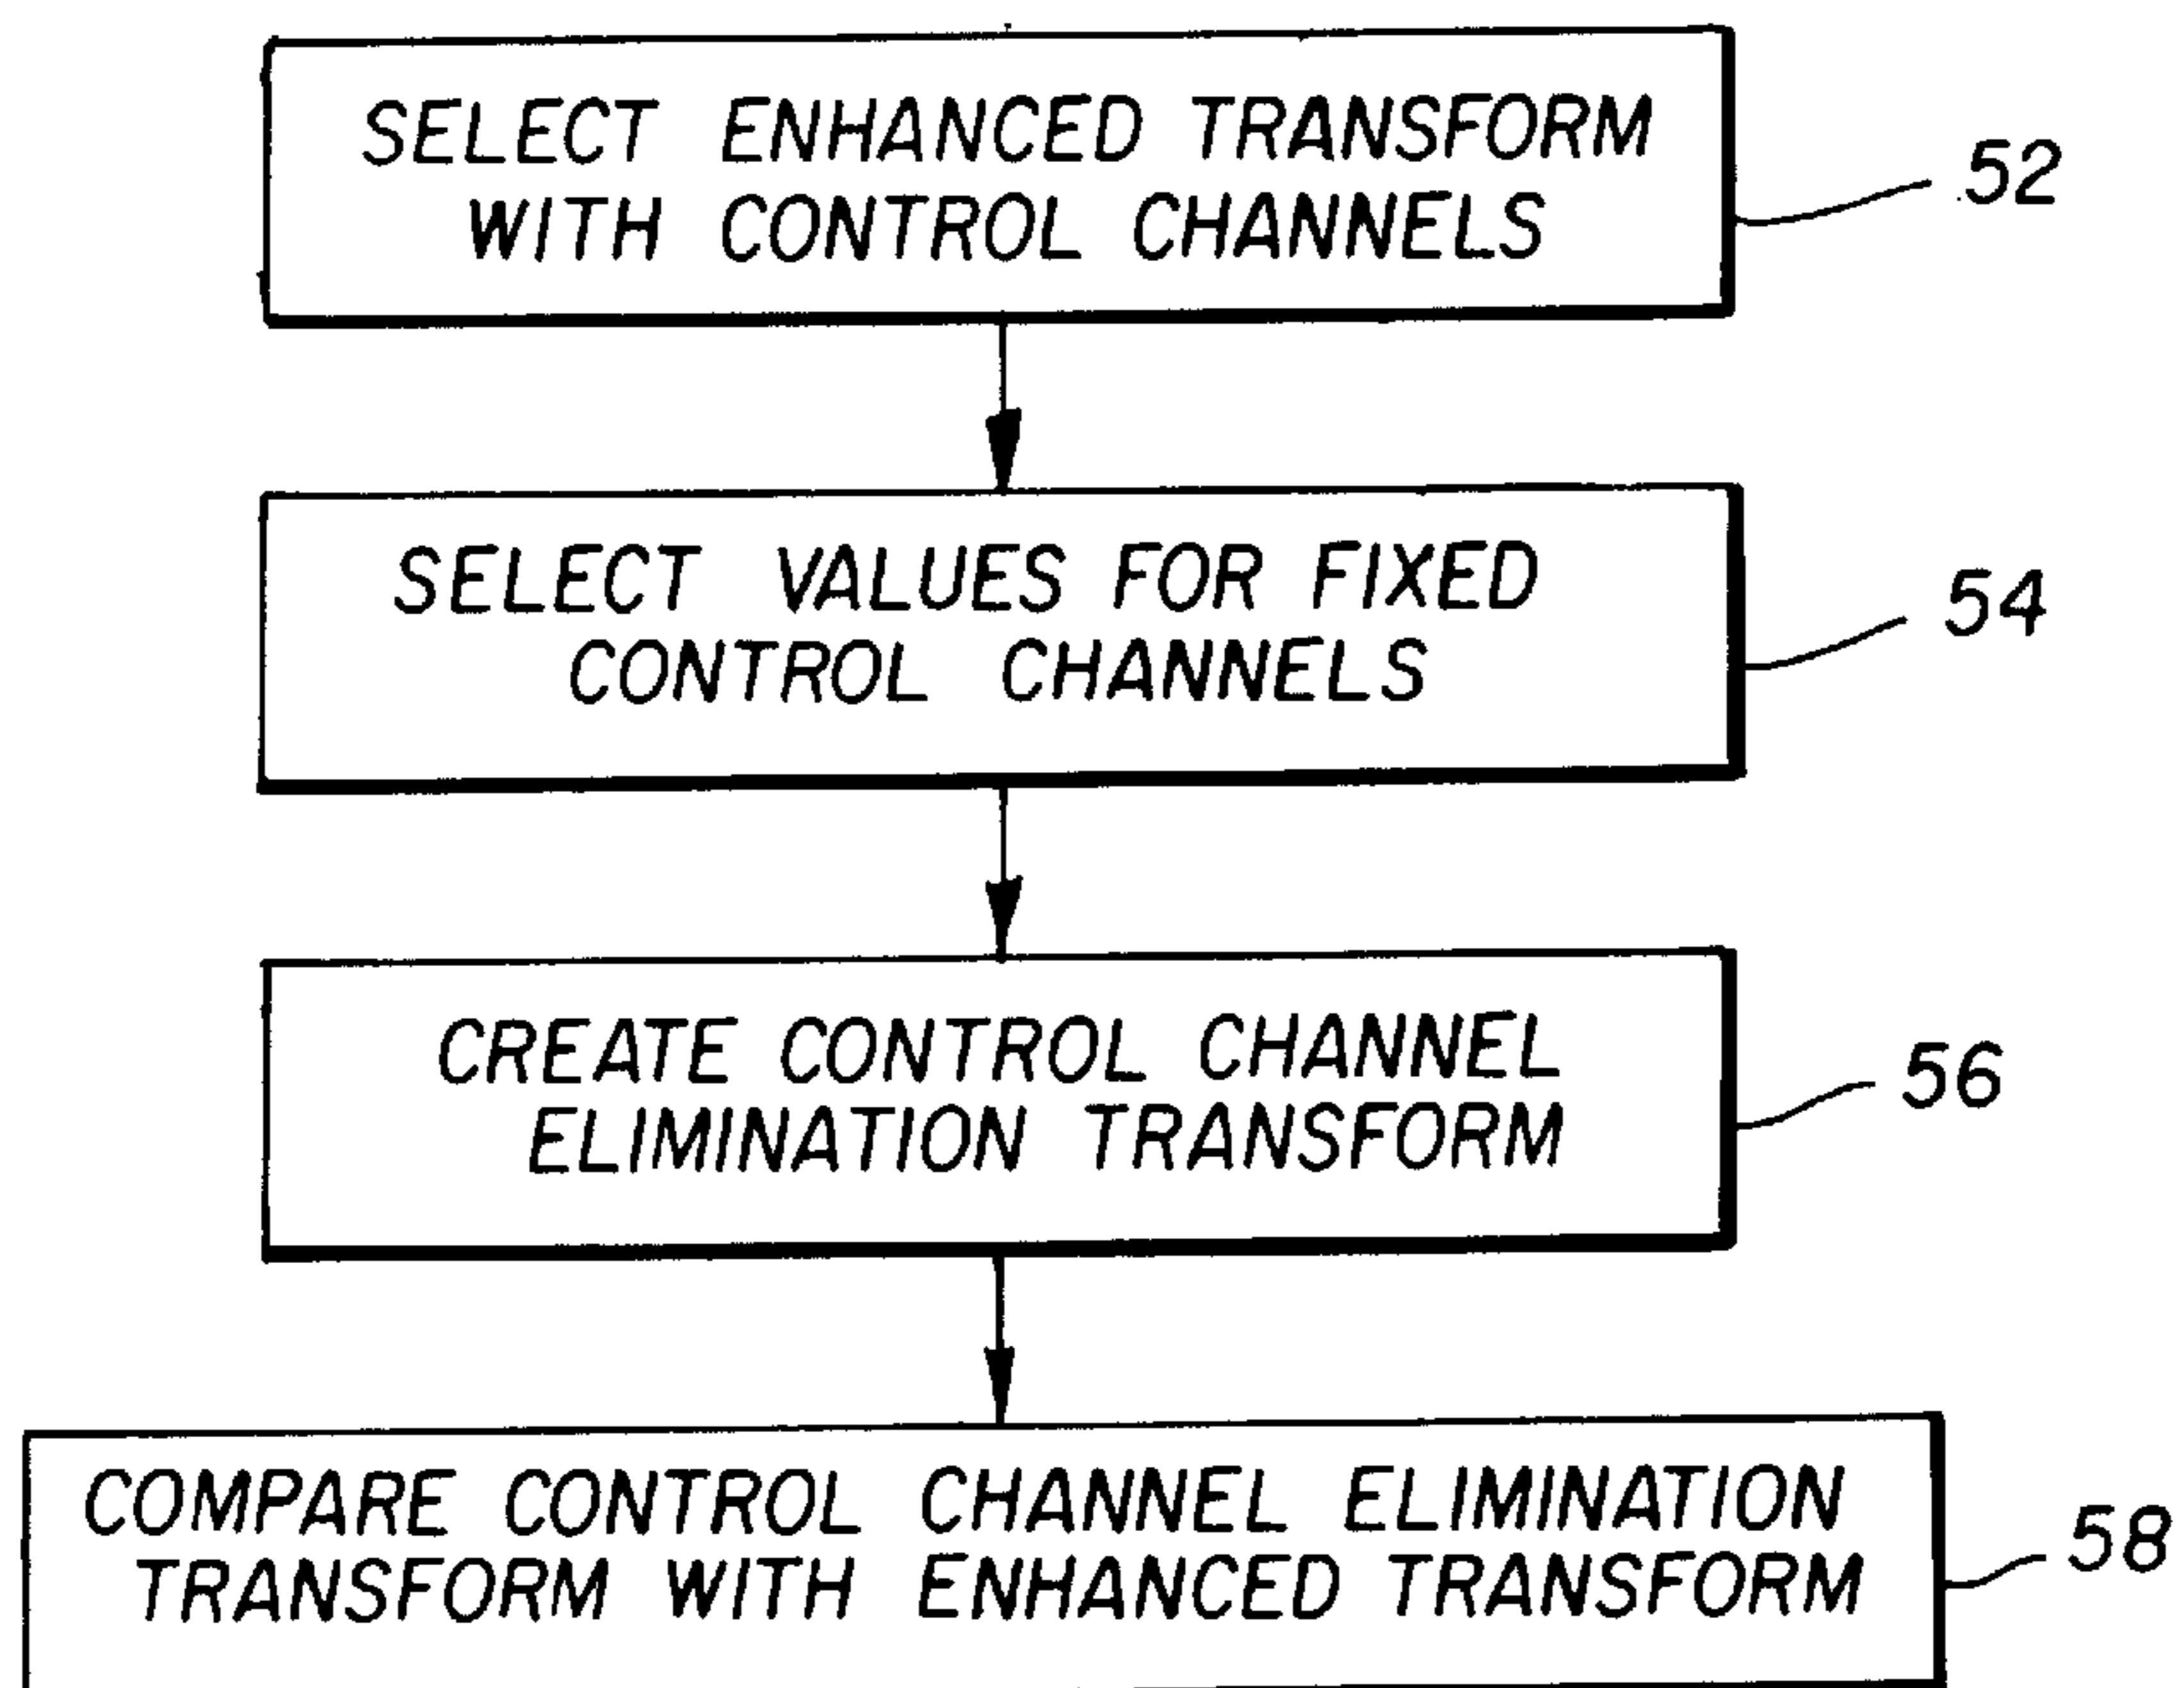 SELECT ENHANCED TRANSFORM
WITH CONTROL CHANNELS
52
SELECT VALUES FOR FIXED
CONTROL CHANNELS
54
CREATE CONTROL CHANNEL
ELIMINATION TRANSFORM
56
COMPARE CONTROL CHANNEL ELIMINATION
TRANSFORM WITH ENHANCED TRANSFORM
58